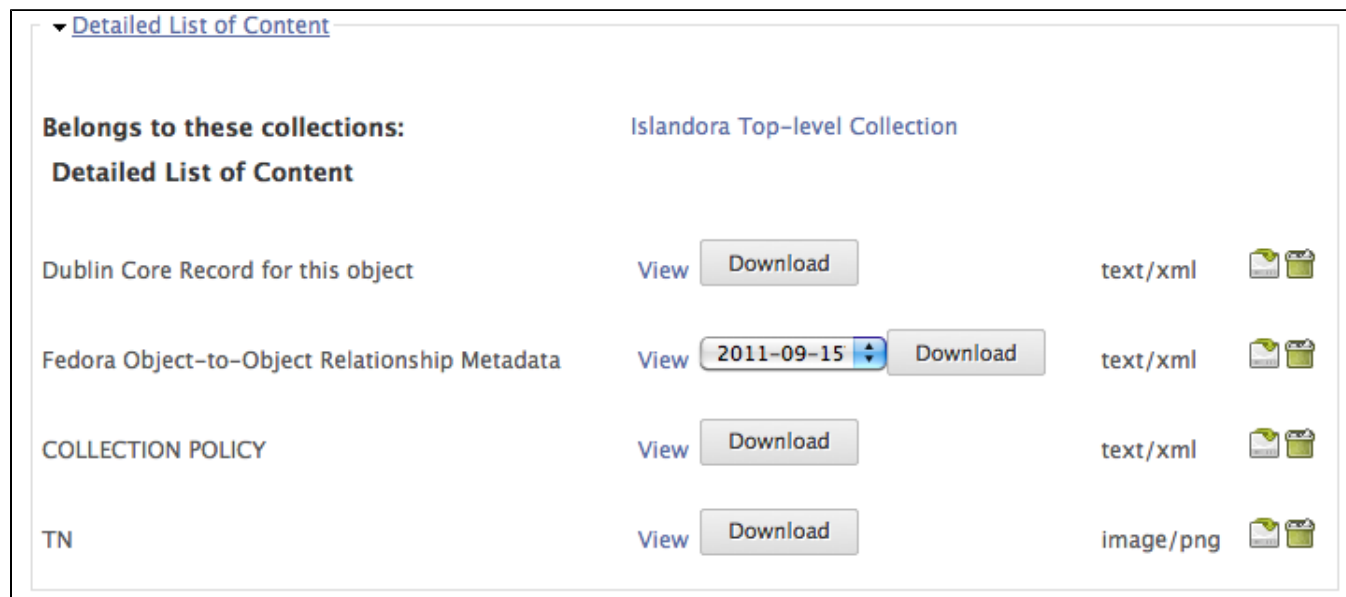 Detailed List of Content
Belongs to these collections: Islandora Top-level Collection
Detailed List of Content
Dublin Core Record for this object View Download text/xml
Fedora Object-to-Object Relationship Metadata View 2011-09-15 Download text/xml
COLLECTION POLICY View Download text/xml
TN View Download image/png